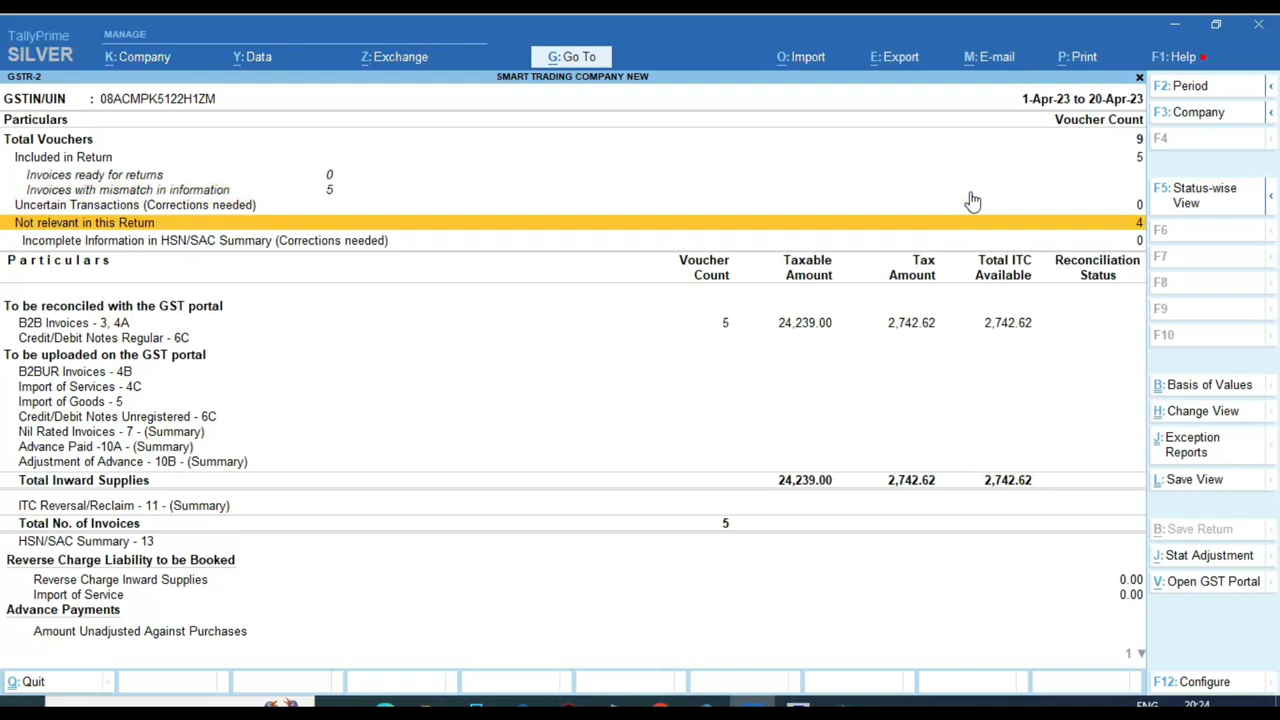 TallyPrime
SILVER
MANAGE
K: Company
Y: Data
Z: Exchange
G: Go To
O: Import
E: Export
M: E-mail
P: Print
F1: Help
GSTR-2
SMART TRADING COMPANY NEW
GSTIN/UIN : 08ACMPK5122H1ZM
1-Apr-23 to 20-Apr-23
Particulars Voucher Count
Total Vouchers 9
Included in Return 5
Invoices ready for returns 0
Invoices with mismatch in information 5
Uncertain Transactions (Corrections needed) 0
Not relevant in this Return 4
Incomplete Information in HSN/SAC Summary (Corrections needed) 0
Particulars Voucher Count Taxable Amount Tax Amount Total ITC Available Reconciliation Status
To be reconciled with the GST portal
B2B Invoices - 3, 4A 5 24,239.00 2,742.62 2,742.62
Credit/Debit Notes Regular - 6C
To be uploaded on the GST portal
B2BUR Invoices - 4B
Import of Services - 4C
Import of Goods - 5
Credit/Debit Notes Unregistered - 6C
Nil Rated Invoices - 7 - (Summary)
Advance Paid -10A - (Summary)
Adjustment of Advance - 10B - (Summary)
Total Inward Supplies 24,239.00 2,742.62 2,742.62
ITC Reversal/Reclaim - 11 - (Summary)
Total No. of Invoices 5
HSN/SAC Summary - 13
Reverse Charge Liability to be Booked
Reverse Charge Inward Supplies 0.00
Import of Service 0.00
Advance Payments
Amount Unadjusted Against Purchases
1
F2: Period
F3: Company
F4
F5: Status-wise
View
F6
F7
F8
F9
F10
B: Basis of Values
H: Change View
J: Exception
Reports
L: Save View
B: Save Return
J: Stat Adjustment
V: Open GST Portal
Q: Quit
F12: Configure
ENG
20:24